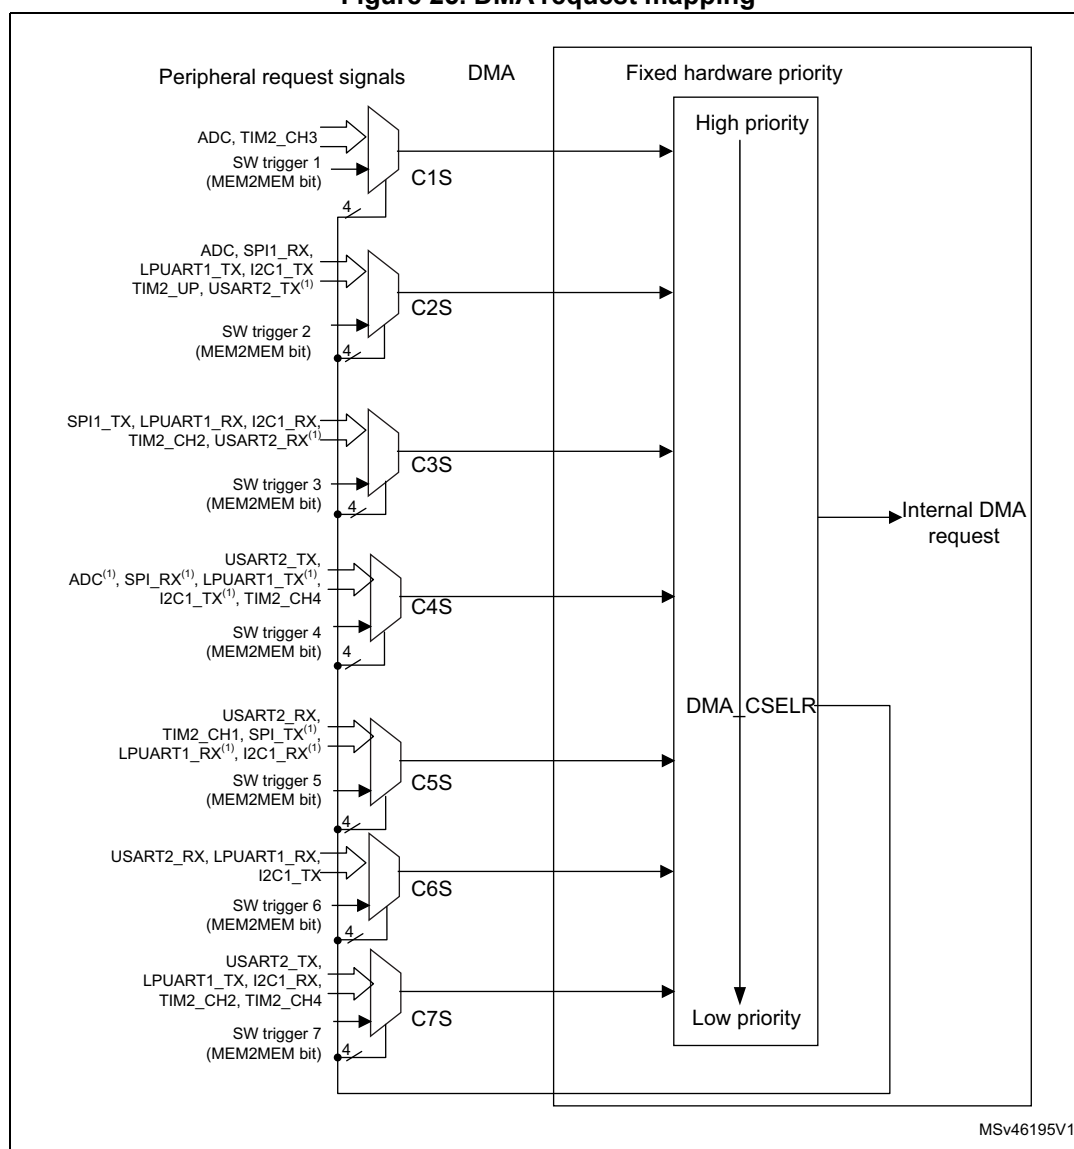 Peripheral request signals
DMA
Fixed hardware priority
High priority
ADC, TIM2_CH3
SW trigger 1
(MEM2MEM bit)
C1S
4
ADC, SPI1_RX,
LPUART1_TX, I2C1_TX
TIM2_UP, USART2_TX(1)
C2S
SW trigger 2
(MEM2MEM bit)
4
SPI1_TX, LPUART1_RX, I2C1_RX,
TIM2_CH2, USART2_RX(1)
C3S
SW trigger 3
(MEM2MEM bit)
4
Internal DMA
request
USART2_TX,
ADC(1), SPI_RX(1), LPUART1_TX(1),
I2C1_TX(1), TIM2_CH4
C4S
SW trigger 4
(MEM2MEM bit)
4
DMA_CSELR
USART2_RX,
TIM2_CH1, SPI_TX(1),
LPUART1_RX(1), I2C1_RX(1)
C5S
SW trigger 5
(MEM2MEM bit)
4
USART2_RX, LPUART1_RX,
I2C1_TX
C6S
SW trigger 6
(MEM2MEM bit)
4
USART2_TX,
LPUART1_TX, I2C1_RX,
TIM2_CH2, TIM2_CH4
C7S
Low priority
SW trigger 7
(MEM2MEM bit)
4
MSv46195V1